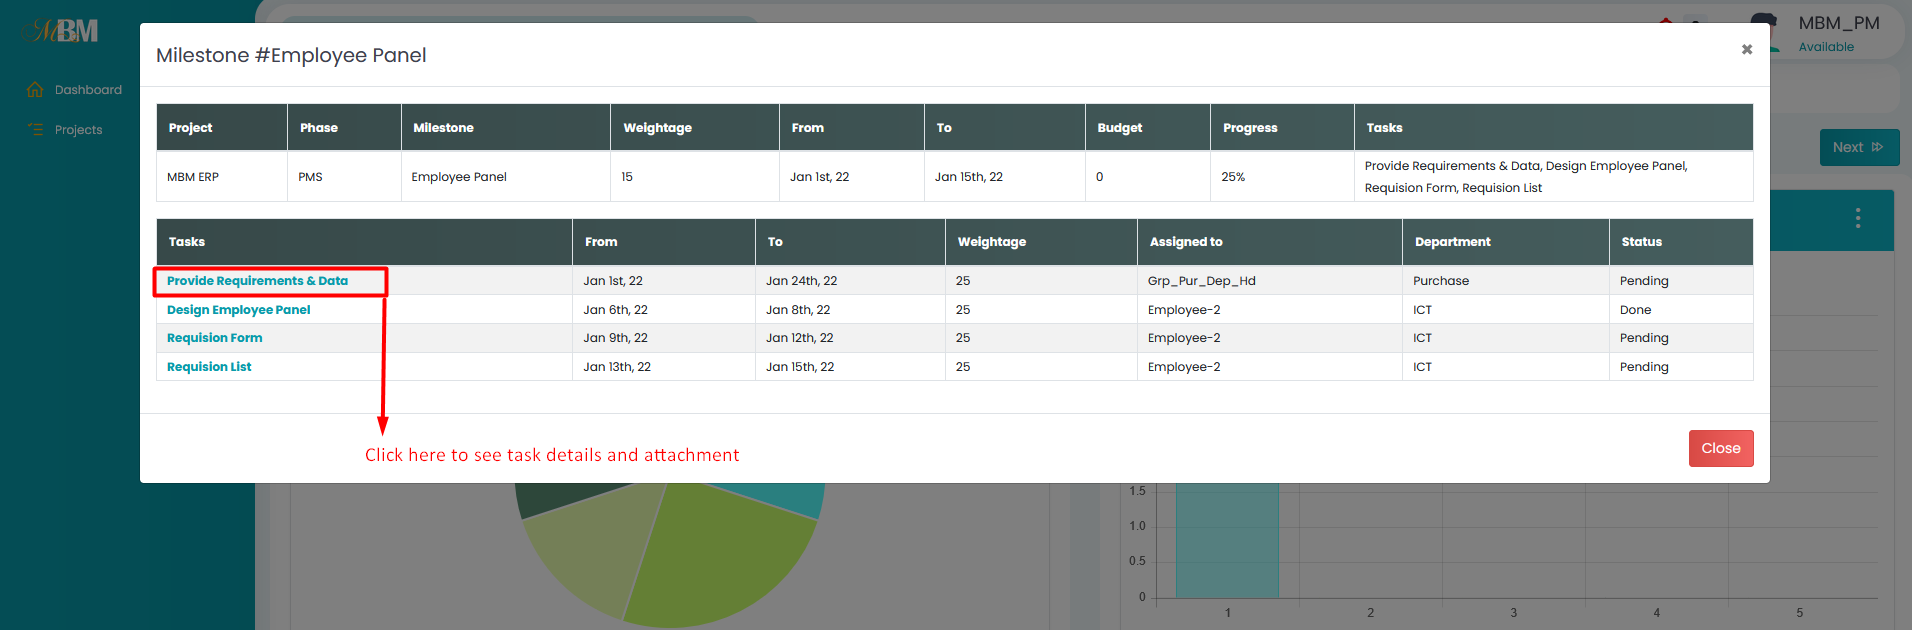 MBM
MBM_PM
Available
Dashboard
Projects
Next
Milestone #Employee Panel
×
Project Phase Milestone Weightage From To Budget Progress Tasks
MBM ERP PMS Employee Panel 15 Jan 1st, 22 Jan 15th, 22 0 25% Provide Requirements & Data, Design Employee Panel,
Requision Form, Requision List
Tasks From To Weightage Assigned to Department Status
Provide Requirements & Data Jan 1st, 22 Jan 24th, 22 25 Grp_Pur_Dep_Hd Purchase Pending
Design Employee Panel Jan 6th, 22 Jan 8th, 22 25 Employee-2 ICT Done
Requision Form Jan 9th, 22 Jan 12th, 22 25 Employee-2 ICT Pending
Requision List Jan 13th, 22 Jan 15th, 22 25 Employee-2 ICT Pending
Click here to see task details and attachment
Close
1.5
1.0
0.5
0
1 2 3 4 5